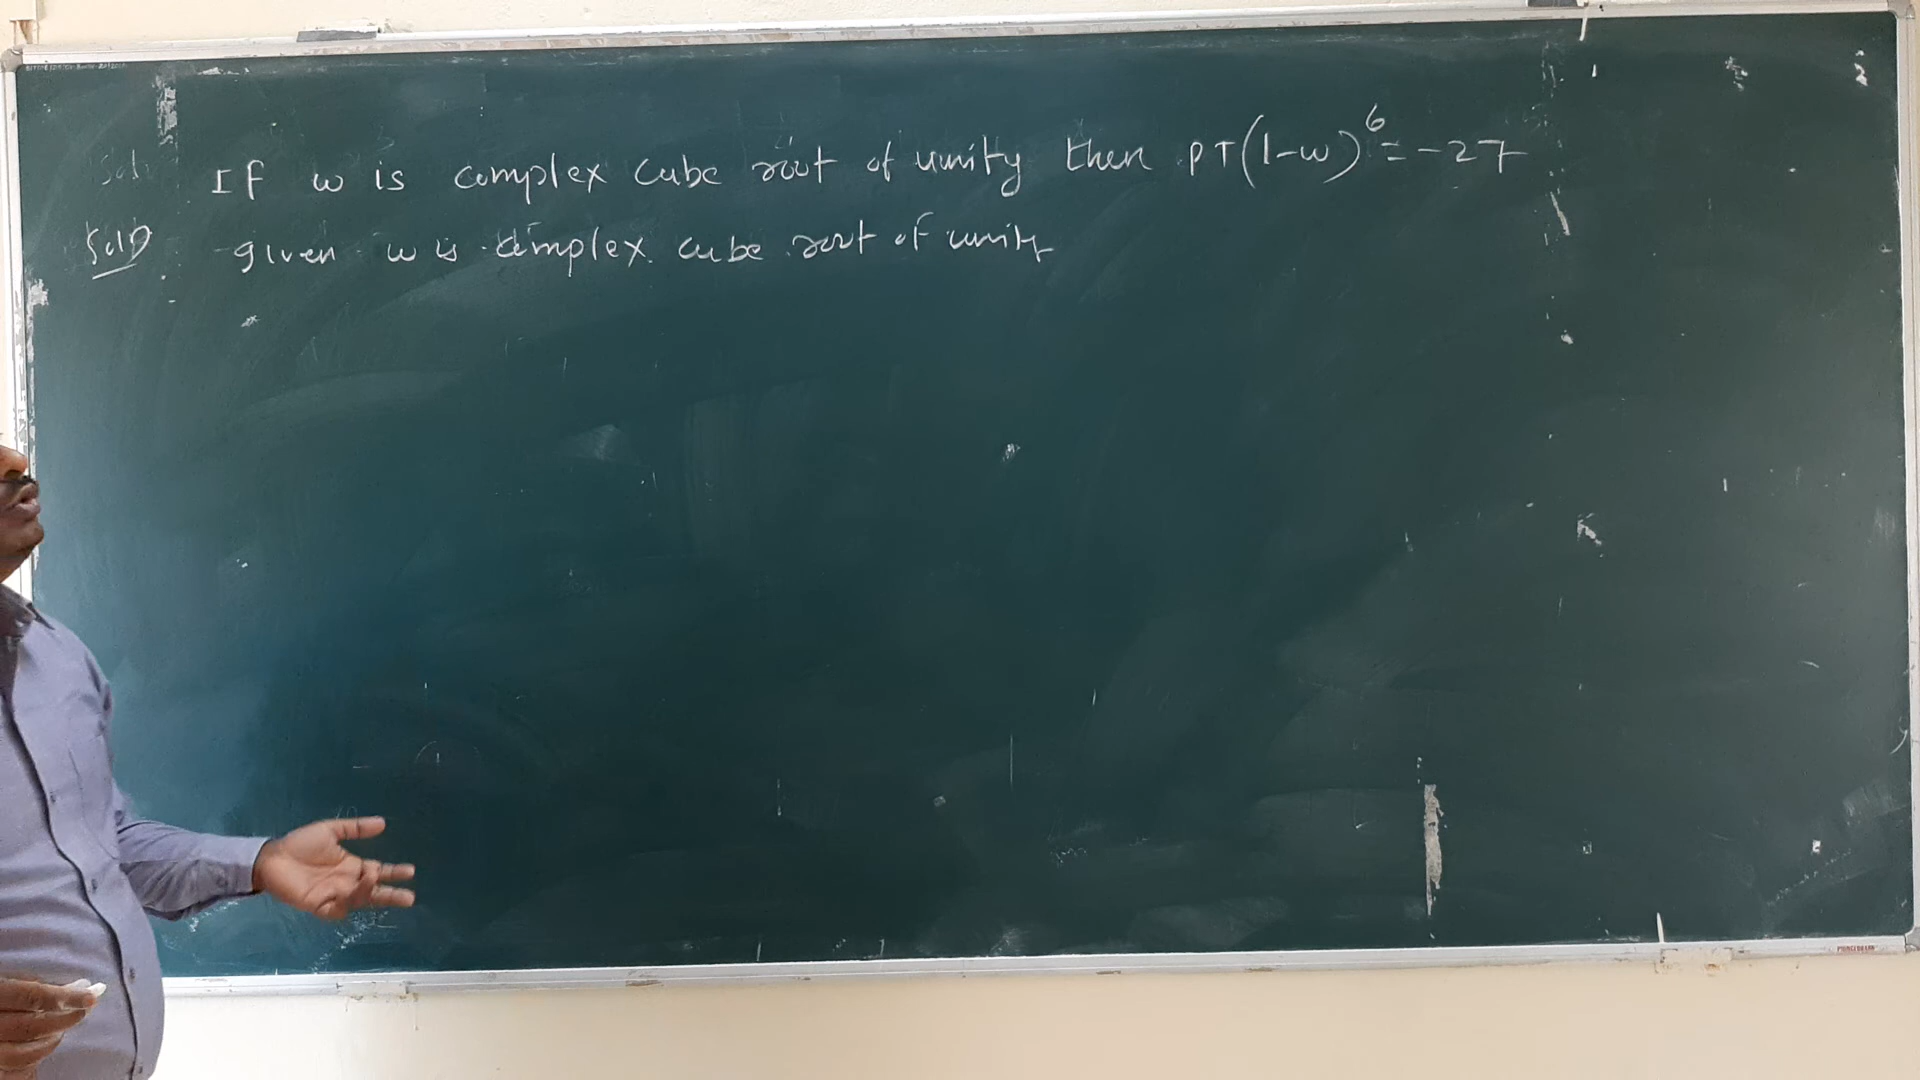 If w is complex cube root of unity then PT (1-w)^6 = -27
Sol given w is complex cube root of unity